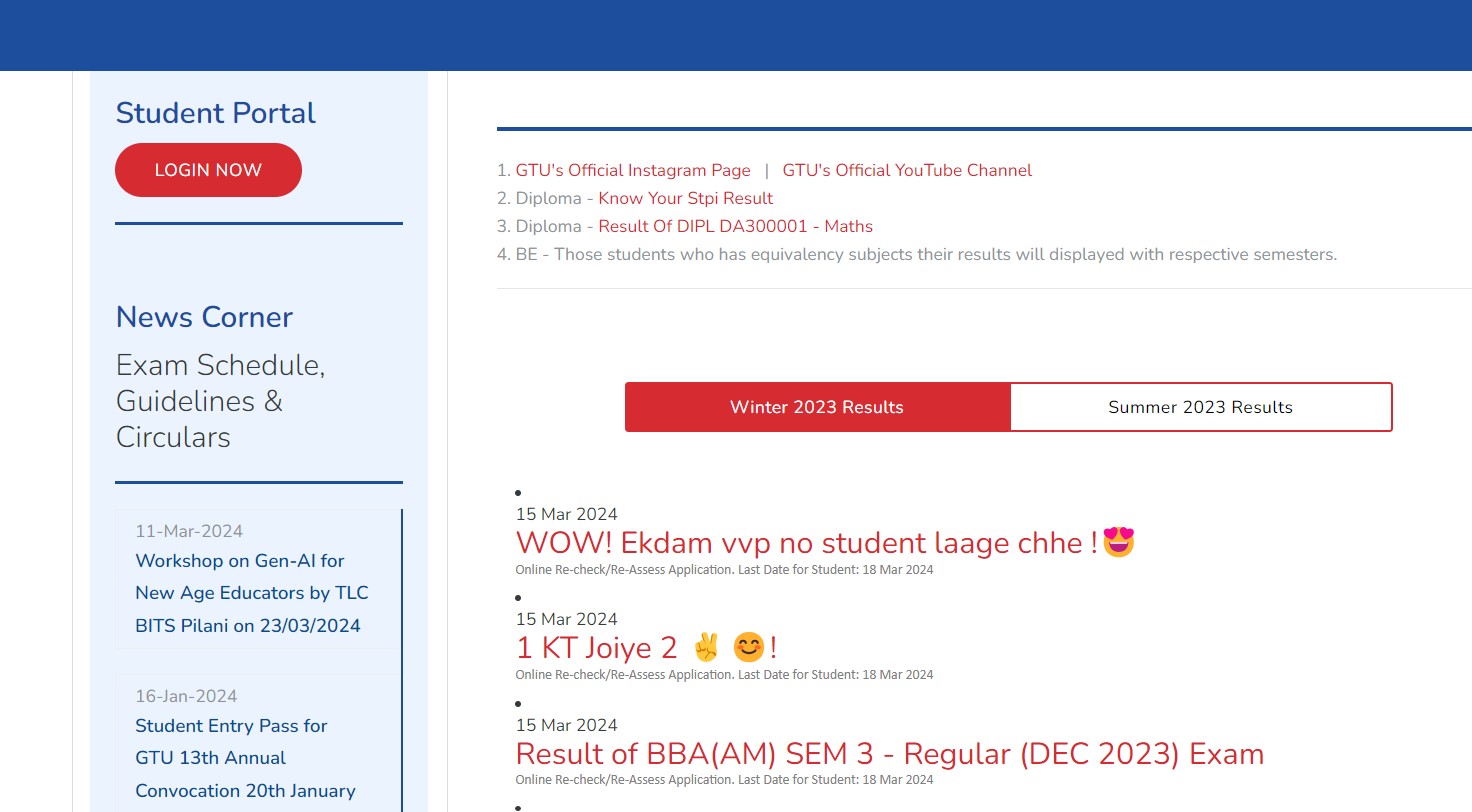 Student Portal
LOGIN NOW
News Corner
Exam Schedule,
Guidelines &
Circulars
11-Mar-2024
Workshop on Gen-AI for
New Age Educators by TLC
BITS Pilani on 23/03/2024
16-Jan-2024
Student Entry Pass for
GTU 13th Annual
Convocation 20th January
1. GTU's Official Instagram Page | GTU's Official YouTube Channel
2. Diploma - Know Your Stpi Result
3. Diploma - Result Of DIPL DA300001 - Maths
4. BE - Those students who has equivalency subjects their results will displayed with respective semesters.
Winter 2023 Results
Summer 2023 Results
15 Mar 2024
WOW! Ekdam vvp no student laage chhe !😍
Online Re-check/Re-Assess Application. Last Date for Student: 18 Mar 2024
15 Mar 2024
1 KT Joiye 2 ✌️ 😊!
Online Re-check/Re-Assess Application. Last Date for Student: 18 Mar 2024
15 Mar 2024
Result of BBA(AM) SEM 3 - Regular (DEC 2023) Exam
Online Re-check/Re-Assess Application. Last Date for Student: 18 Mar 2024